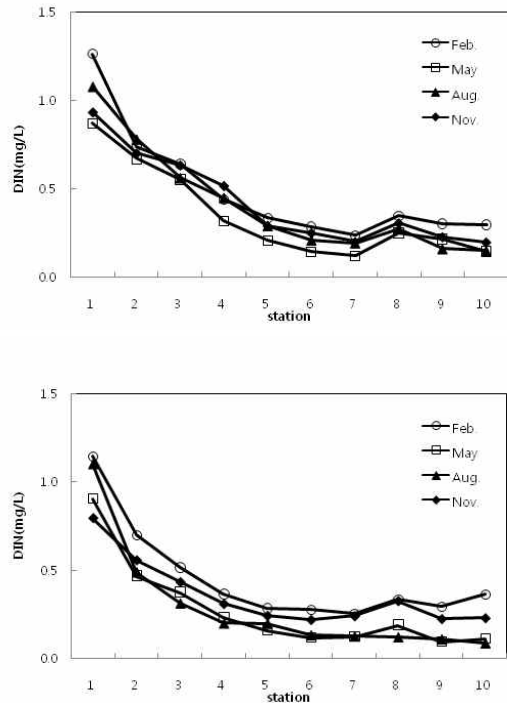 1.5
1.0
0.5
0.0
DIN(mg/L)
Feb.
May
Aug.
Nov.
1 2 3 4 5 6 7 8 9 10
station
1.5
1.0
0.5
0.0
DIN(mg/L)
Feb.
May
Aug.
Nov.
1 2 3 4 5 6 7 8 9 10
station